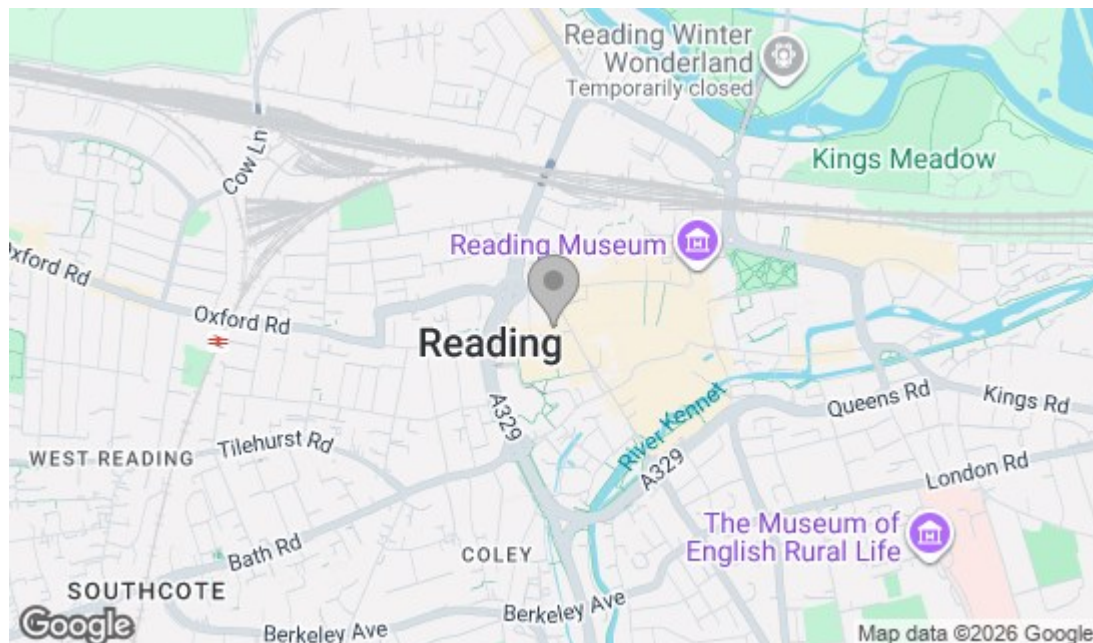 Reading Winter
Wonderland
Temporarily closed
Kings Meadow
Cow Ln
Reading Museum
Oxford Rd
Oxford Rd
Reading
A329
River Kennet
A329
Queens Rd
Kings Rd
WEST READING
Tilehurst Rd
London Rd
Bath Rd
COLEY
The Museum of
English Rural Life
SOUTHCOTE
Berkeley Ave
Berkeley Ave
Google
Map data ©2026 Google